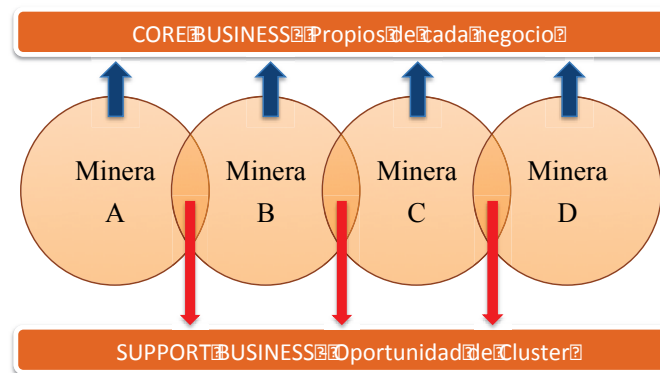 CORE⍰BUSINESS⍰-⍰Propios⍰de⍰cada⍰negocio⍰
Minera
A
Minera
B
Minera
C
Minera
D
SUPPORT⍰BUSINESS⍰-⍰Oportunidad⍰de⍰Cluster⍰